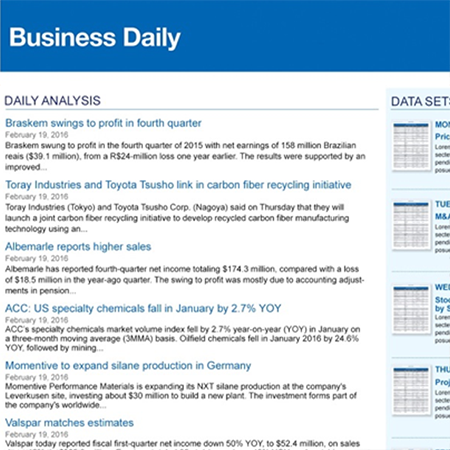 Business Daily
DAILY ANALYSIS
Braskem swings to profit in fourth quarter
February 19, 2016
Braskem swung to profit in the fourth quarter of 2015 with net earnings of 158 million Brazilian
reais ($39.1 million), from a R$24-million loss one year earlier. The results were supported by an
improved...
Toray Industries and Toyota Tsusho link in carbon fiber recycling initiative
February 19, 2016
Toray Industries (Tokyo) and Toyota Tsusho Corp. (Nagoya) said on Thursday that they will
launch a joint carbon fiber recycling initiative to develop recycled carbon fiber manufacturing
technology using an...
Albemarle reports higher sales
February 19, 2016
Albemarle has reported fourth-quarter net income totaling $174.3 million, compared with a loss
of $18.5 million in the year-ago quarter. The swing to profit was mostly due to accounting adjust-
ments in pension...
ACC: US specialty chemicals fall in January by 2.7% YOY
February 19, 2016
ACC's specialty chemicals market volume index fell by 2.7% year-on-year (YOY) in January on
a three-month moving average (3MMA) basis. Oilfield chemicals fell in January 2016 by 24.6%
YOY, followed by mining...
Momentive to expand silane production in Germany
February 19, 2016
Momentive Performance Materials is expanding its NXT silane production at the company's
Leverkusen site, investing about $30 million to build a new plant. The investment forms part of
the company's worldwide...
Valspar matches estimates
February 19, 2016
Valspar today reported fiscal first-quarter net income down 50% YOY, to $52.4 million, on sales
DATA SETS
MON
Pric
Loren
secte
pendi
posu
TUE
M&A
Loren
secte
pendi
posue
WE
Stoc
by S
Loren
secte
pendi
posu
THU
Proj
Loren
secte
pendi
posue